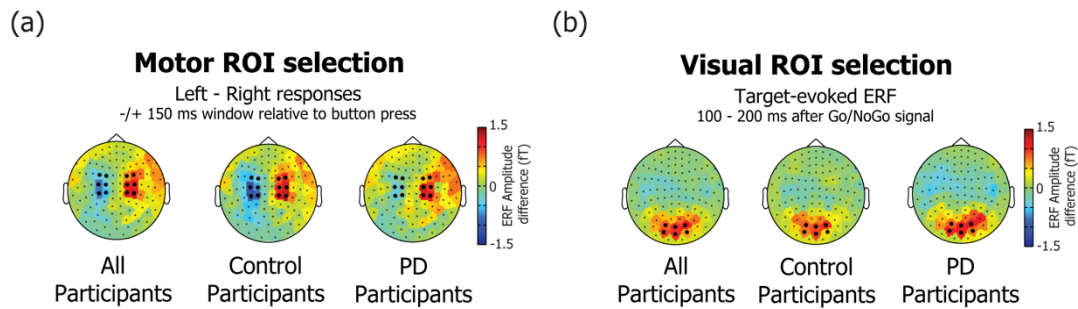 (a)
Motor ROI selection
Left - Right responses
-/+ 150 ms window relative to button press
1.5
0
-1.5
ERF Amplitude
difference (fT)
All
Participants
Control
Participants
PD
Participants
(b)
Visual ROI selection
Target-evoked ERF
100 - 200 ms after Go/NoGo signal
1.5
0
-1.5
ERF Amplitude
difference (fT)
All
Participants
Control
Participants
PD
Participants